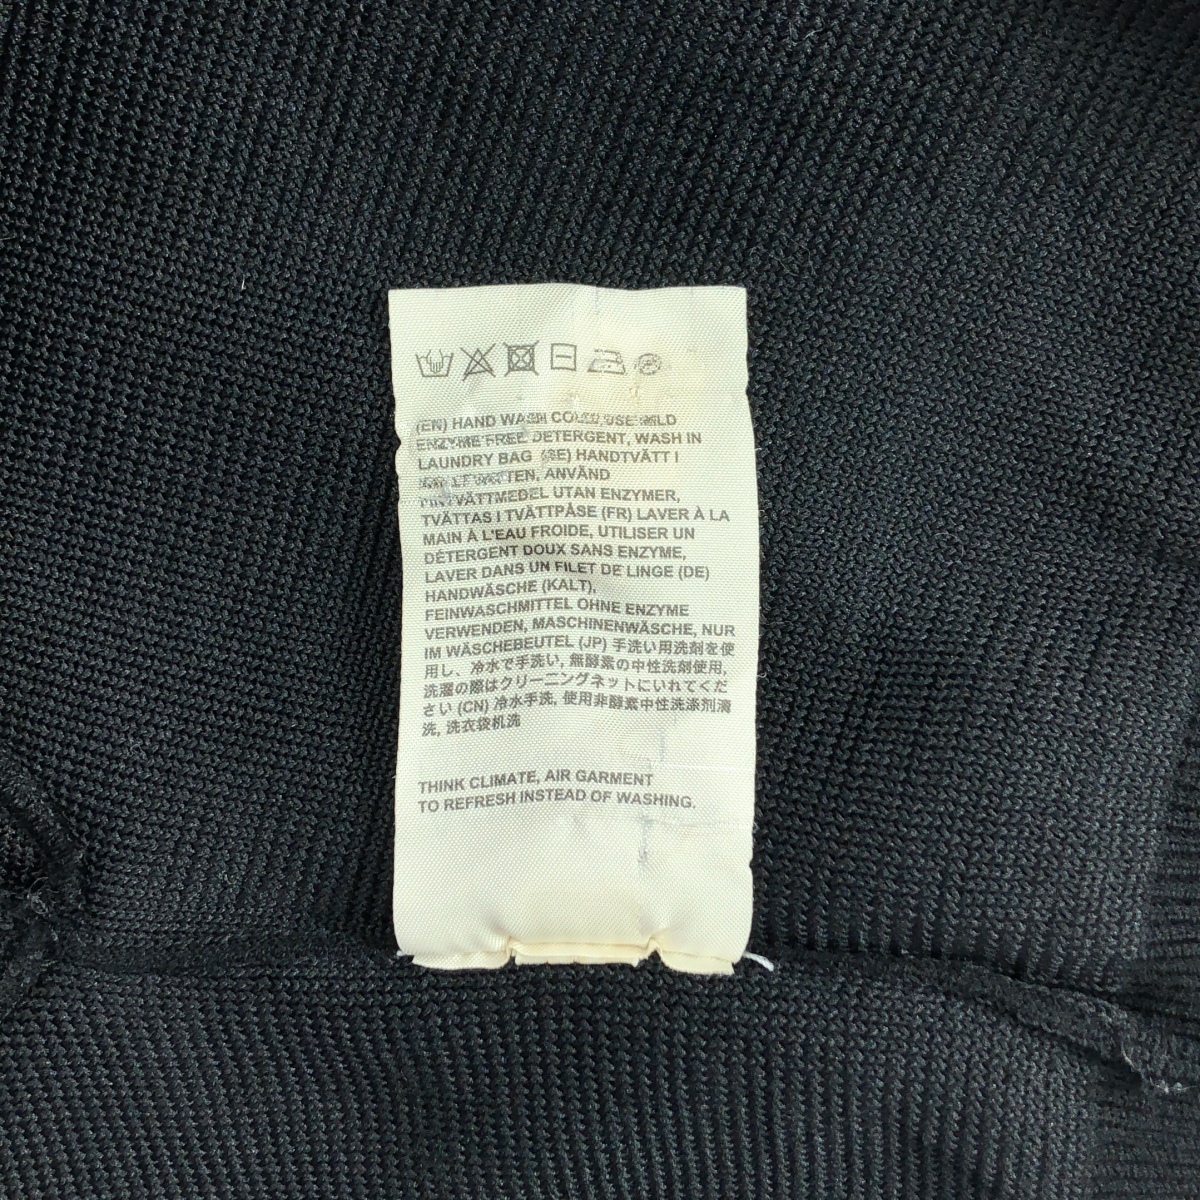 (EN) HAND WASH COLD, USE MILD
ENZYME FREE DETERGENT, WASH IN
LAUNDRY BAG (SE) HANDTVÄTT I
VATTEN, ANVÄND
FINTVÄTTMEDEL UTAN ENZYMER,
TVÄTTAS I TVÄTTPÅSE (FR) LAVER À LA
MAIN À L'EAU FROIDE, UTILISER UN
DÉTERGENT DOUX SANS ENZYME,
LAVER DANS UN FILET DE LINGE (DE)
HANDWÄSCHE (KALT),
FEINWASCHMITTEL OHNE ENZYME
VERWENDEN, MASCHINENWÄSCHE, NUR
IM WÄSCHEBEUTEL (JP) 手洗い用洗剤を使
用し、冷水で手洗い, 無酵素の中性洗剤使用,
洗濯の際はクリーニングネットにいれてくだ
さい (CN) 冷水手洗, 使用非酵素中性洗涤剂清
洗, 洗衣袋机洗
THINK CLIMATE, AIR GARMENT
TO REFRESH INSTEAD OF WASHING.